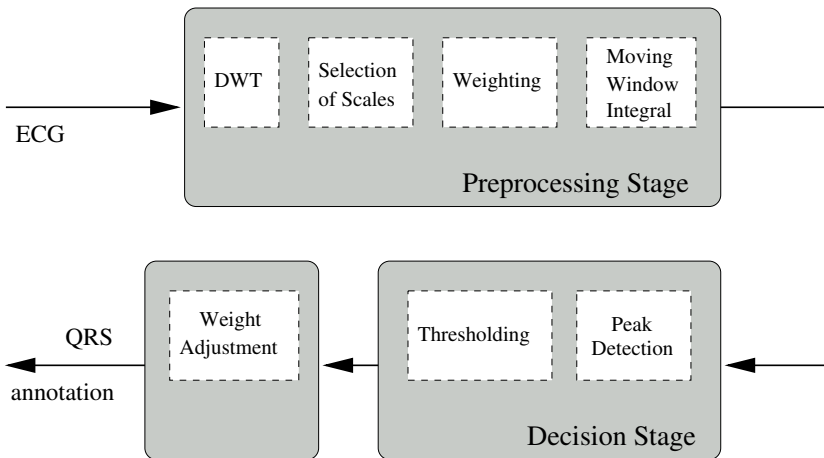 DWT
Selection
of Scales
Weighting
Moving
Window
Integral
ECG
Preprocessing Stage
QRS
annotation
Weight
Adjustment
Thresholding
Peak
Detection
Decision Stage